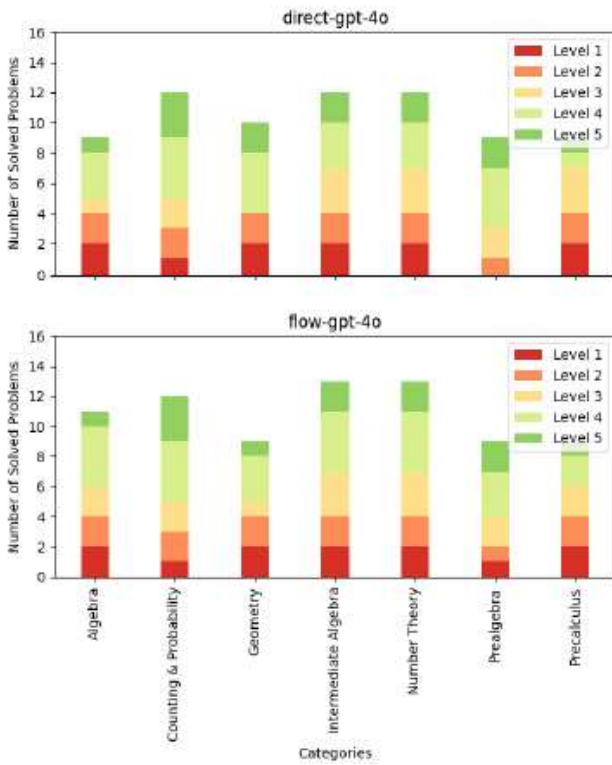 direct-gpt-4o
Number of Solved Problems
16
14
12
10
8
6
4
2
0
Level 1
Level 2
Level 3
Level 4
Level 5
flow-gpt-4o
Number of Solved Problems
16
14
12
10
8
6
4
2
0
Level 1
Level 2
Level 3
Level 4
Level 5
Algebra
Counting & Probability
Geometry
Intermediate Algebra
Number Theory
Prealgebra
Precalculus
Categories